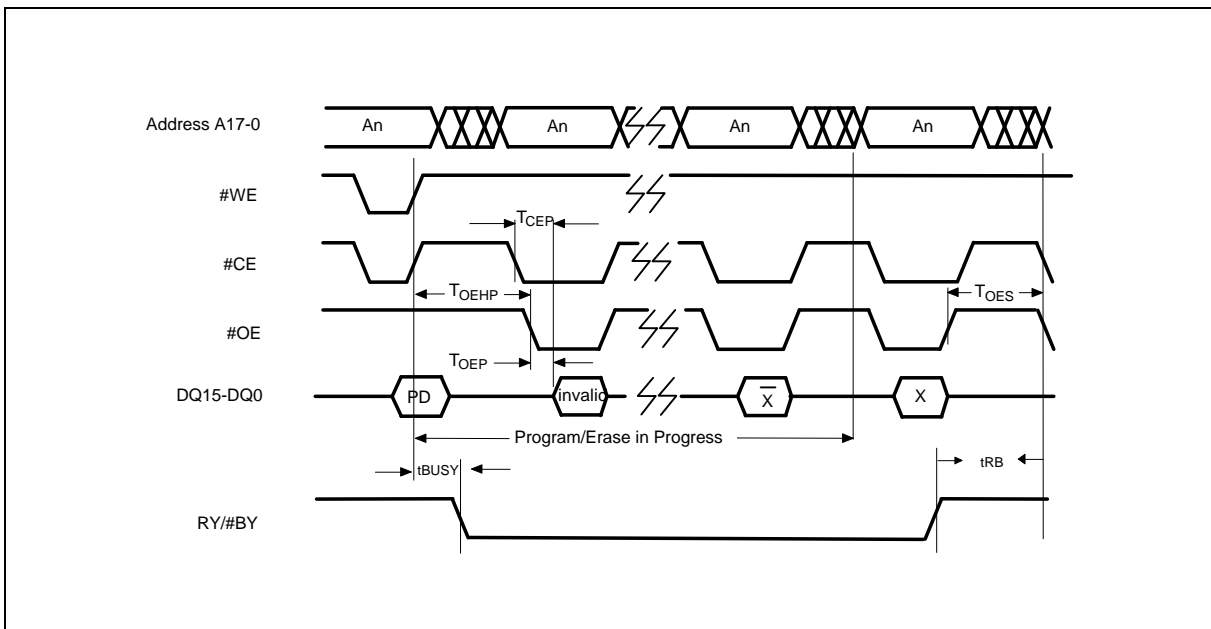 Address A17-0
An
An
An
An
#WE
TCEP
#CE
TOEHP
TOES
#OE
TOEP
DQ15-DQ0
PD
invalid
X̅
X
Program/Erase in Progress
tBUSY
tRB
RY/#BY